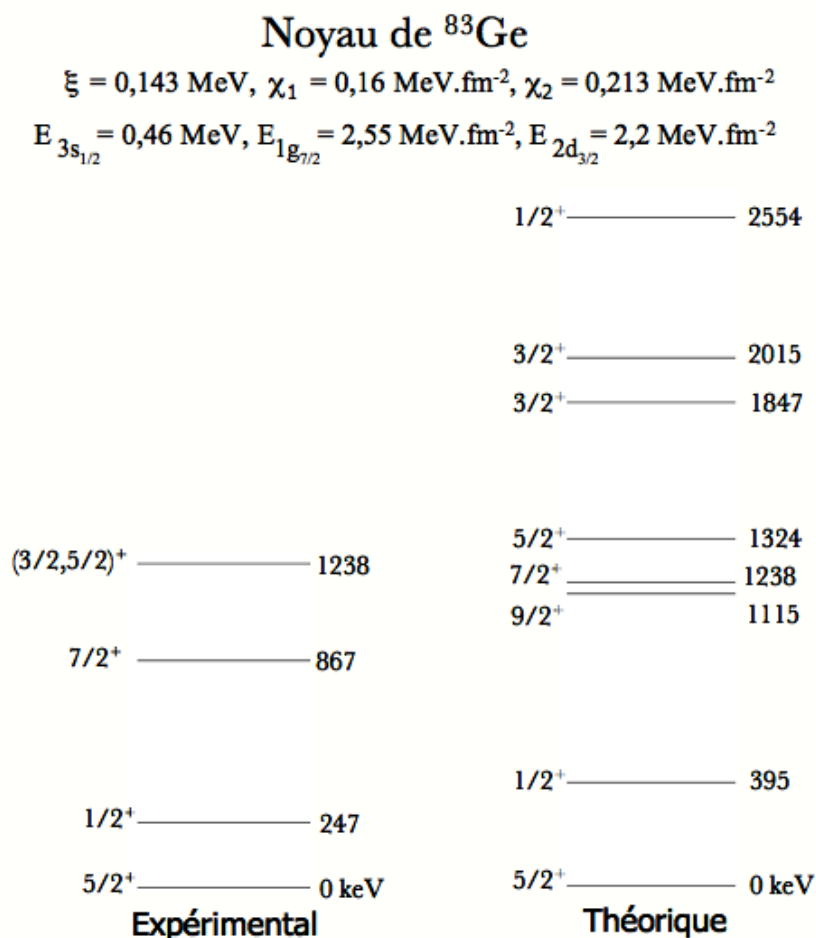 Noyau de ⁸³Ge
ξ = 0,143 MeV, χ₁ = 0,16 MeV.fm⁻², χ₂ = 0,213 MeV.fm⁻²
E 3s₁/₂ = 0,46 MeV, E 1g₇/₂ = 2,55 MeV.fm⁻², E 2d₃/₂ = 2,2 MeV.fm⁻²
1/2⁺ 2554
3/2⁺ 2015
3/2⁺ 1847
5/2⁺ 1324
(3/2,5/2)⁺ 1238
7/2⁺ 1238
9/2⁺ 1115
7/2⁺ 867
1/2⁺ 395
1/2⁺ 247
5/2⁺ 0 keV
5/2⁺ 0 keV
Expérimental
Théorique